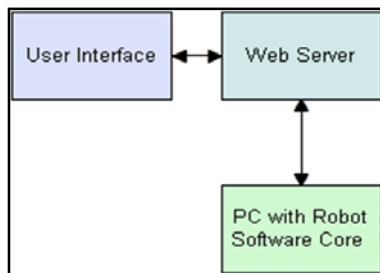 User Interface
Web Server
PC with Robot
Software Core